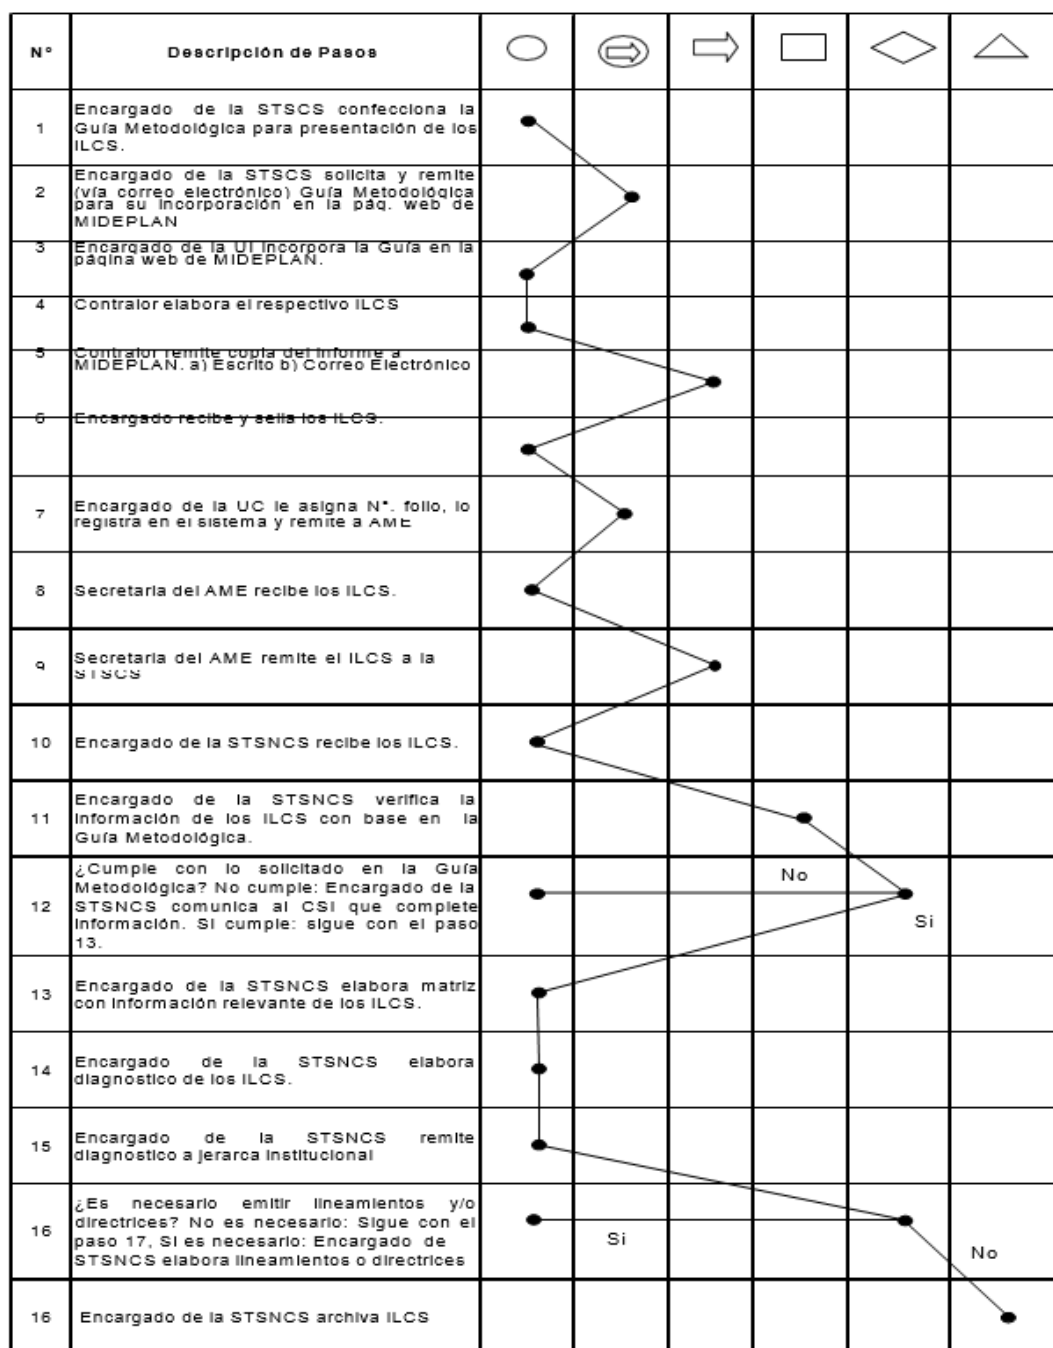 Nº Descripción de Pasos
1 Encargado de la STSCS confecciona la
Guía Metodológica para presentación de los
ILCS.
2 Encargado de la STSCS solicita y remite
(vía correo electrónico) Guía Metodológica
para su incorporación en la pág. web de
MIDEPLAN
3 Encargado de la UI incorpora la Guía en la
página web de MIDEPLAN.
4 Contralor elabora el respectivo ILCS
5 Contralor remite copia del informe a
MIDEPLAN. a) Escrito b) Correo Electrónico
6 Encargado recibe y sella los ILCS.
7 Encargado de la UC le asigna N°. folio, lo
registra en el sistema y remite a AME
8 Secretaria del AME recibe los ILCS.
9 Secretaria del AME remite el ILCS a la
STSCS
10 Encargado de la STSNCS recibe los ILCS.
11 Encargado de la STSNCS verifica la
información de los ILCS con base en la
Guía Metodológica.
12 ¿Cumple con lo solicitado en la Guía
Metodológica? No cumple: Encargado de la
STSNCS comunica al CSI que complete
información. Si cumple: sigue con el paso
13.
No
Si
13 Encargado de la STSNCS elabora matriz
con información relevante de los ILCS.
14 Encargado de la STSNCS elabora
diagnostico de los ILCS.
15 Encargado de la STSNCS remite
diagnostico a jerarca institucional
16 ¿Es necesario emitir lineamientos y/o
directrices? No es necesario: Sigue con el
paso 17, Si es necesario: Encargado de
STSNCS elabora lineamientos o directrices
Si
No
16 Encargado de la STSNCS archiva ILCS